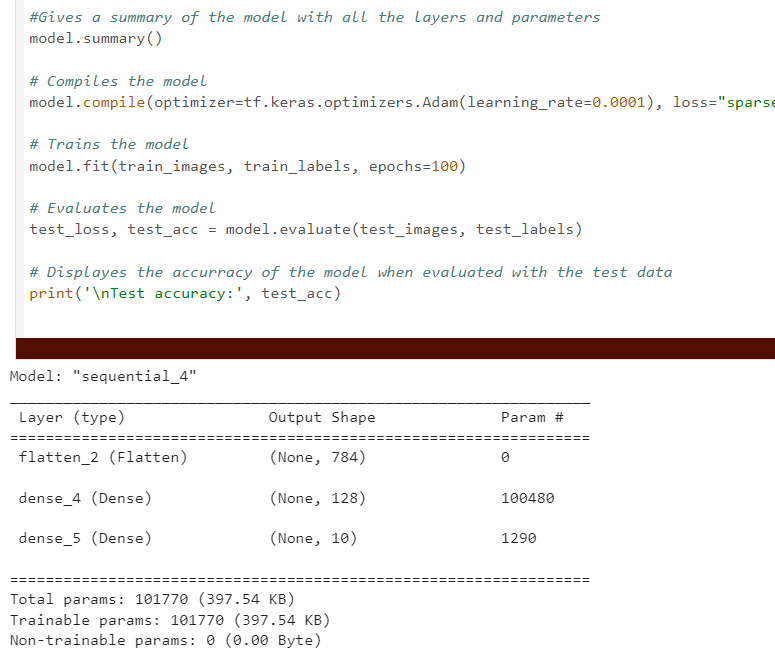 #Gives a summary of the model with all the layers and parameters
model.summary()
# Compiles the model
model.compile(optimizer=tf.keras.optimizers.Adam(learning_rate=0.0001), loss="sparse
# Trains the model
model.fit(train_images, train_labels, epochs=100)
# Evaluates the model
test_loss, test_acc = model.evaluate(test_images, test_labels)
# Displayes the accurracy of the model when evaluated with the test data
print('\nTest accuracy:', test_acc)
Model: "sequential_4"
_________________________________________________________________
Layer (type) Output Shape Param #
=================================================================
flatten_2 (Flatten) (None, 784) 0
dense_4 (Dense) (None, 128) 100480
dense_5 (Dense) (None, 10) 1290
=================================================================
Total params: 101770 (397.54 KB)
Trainable params: 101770 (397.54 KB)
Non-trainable params: 0 (0.00 Byte)